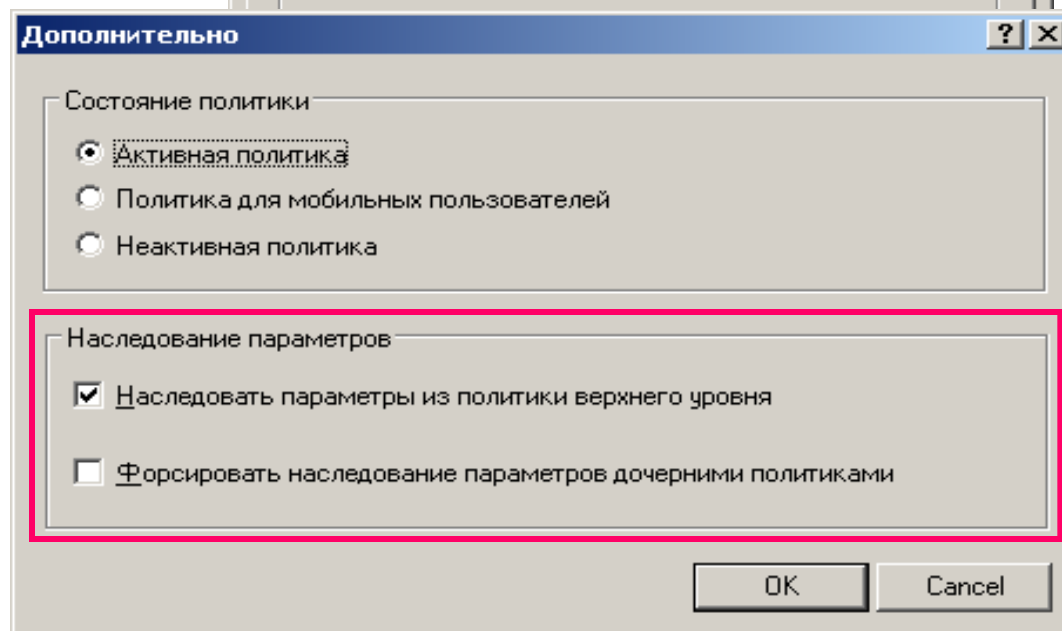 Дополнительно
Состояние политики
Активная политика
Политика для мобильных пользователей
Неактивная политика
Наследование параметров
Наследовать параметры из политики верхнего уровня
Форсировать наследование параметров дочерними политиками
OK
Cancel